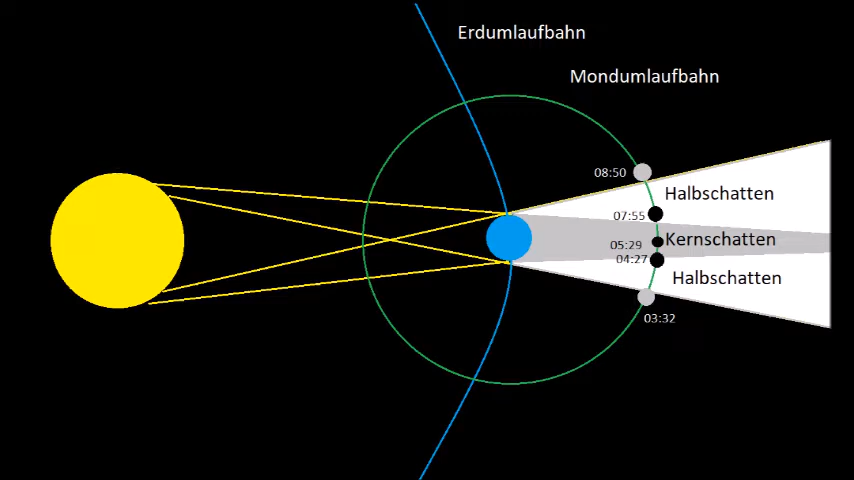 Erdumlaufbahn
Mondumlaufbahn
08:50
Halbschatten
07:55
05:29
Kernschatten
04:27
Halbschatten
03:32